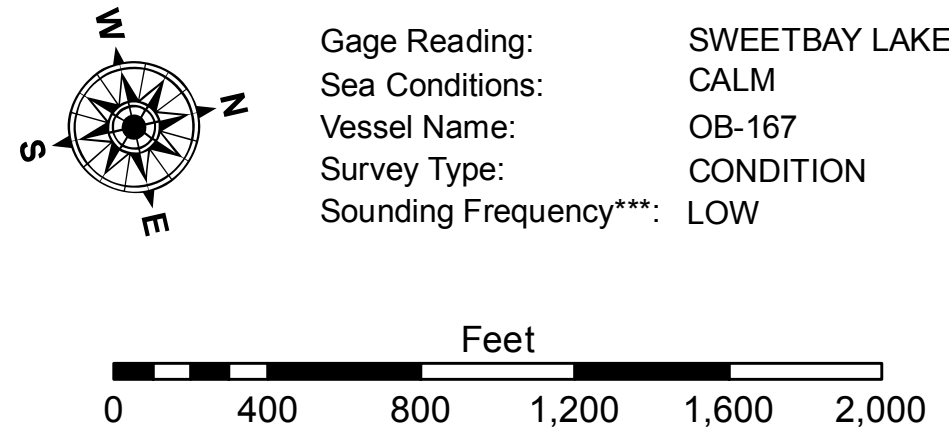 W
N
S
E
Gage Reading: SWEETBAY LAKE
Sea Conditions: CALM
Vessel Name: OB-167
Survey Type: CONDITION
Sounding Frequency***: LOW
Feet
0 400 800 1,200 1,600 2,000